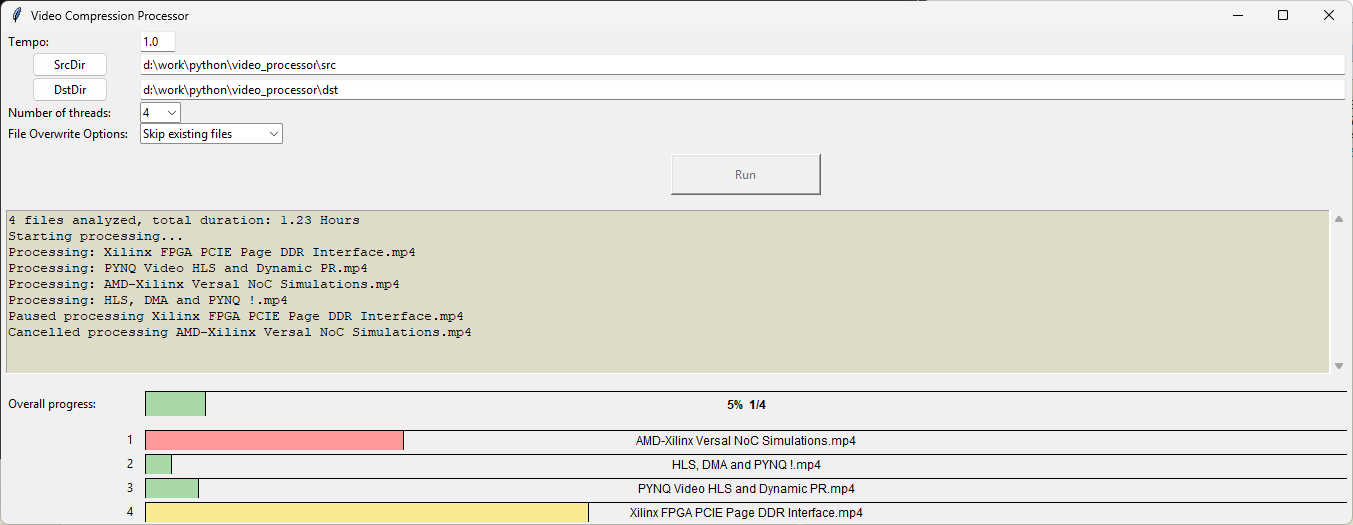 Video Compression Processor
Tempo: 1.0
SrcDir d:\work\python\video_processor\src
DstDir d:\work\python\video_processor\dst
Number of threads: 4
File Overwrite Options: Skip existing files
Run
4 files analyzed, total duration: 1.23 Hours
Starting processing...
Processing: Xilinx FPGA PCIE Page DDR Interface.mp4
Processing: PYNQ Video HLS and Dynamic PR.mp4
Processing: AMD-Xilinx Versal NoC Simulations.mp4
Processing: HLS, DMA and PYNQ !.mp4
Paused processing Xilinx FPGA PCIE Page DDR Interface.mp4
Cancelled processing AMD-Xilinx Versal NoC Simulations.mp4
Overall progress: 5% 1/4
1 AMD-Xilinx Versal NoC Simulations.mp4
2 HLS, DMA and PYNQ !.mp4
3 PYNQ Video HLS and Dynamic PR.mp4
4 Xilinx FPGA PCIE Page DDR Interface.mp4